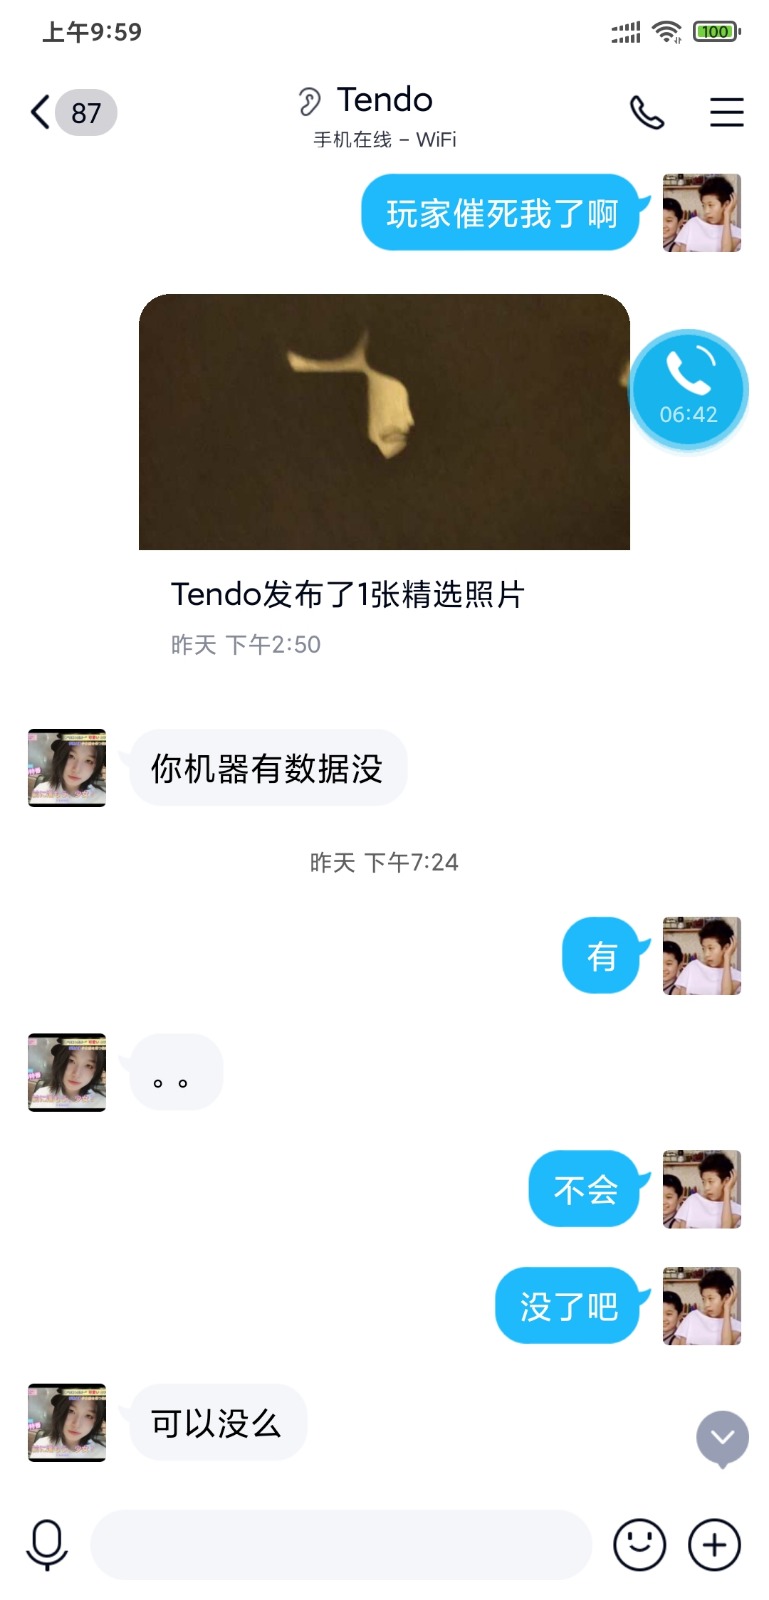 上午9:59
100
87
Tendo
手机在线 – WiFi
玩家催死我了啊
06:42
Tendo发布了1张精选照片
昨天 下午2:50
你机器有数据没
昨天 下午7:24
有
。。
不会
没了吧
可以没么